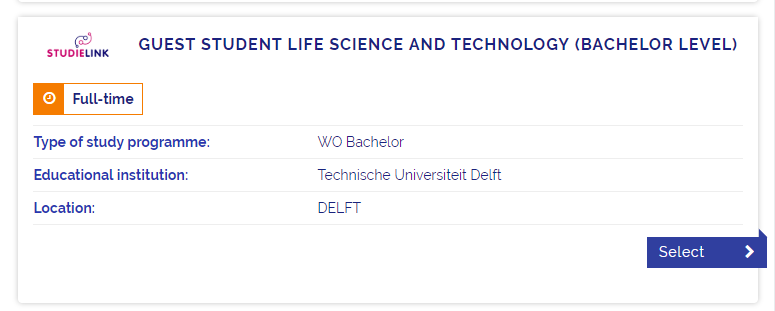 STUDIELINK
GUEST STUDENT LIFE SCIENCE AND TECHNOLOGY (BACHELOR LEVEL)
Full-time
Type of study programme: WO Bachelor
Educational institution: Technische Universiteit Delft
Location: DELFT
Select